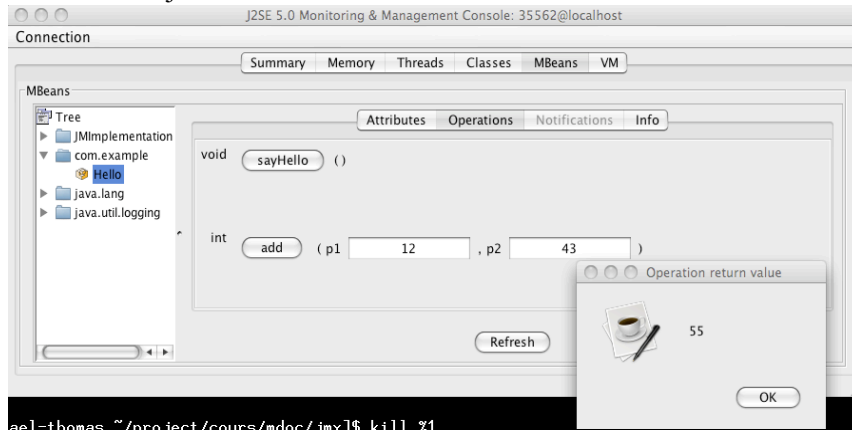 J2SE 5.0 Monitoring & Management Console: 35562@localhost
Connection
Summary Memory Threads Classes MBeans VM
MBeans
Tree
JMImplementation
com.example
Hello
java.lang
java.util.logging
Attributes Operations Notifications Info
void sayHello ()
int add ( p1 12 , p2 43 )
Refresh
Operation return value
55
OK
ael-thomas ~/project/cours/mdoc/jmx]$ kill %1